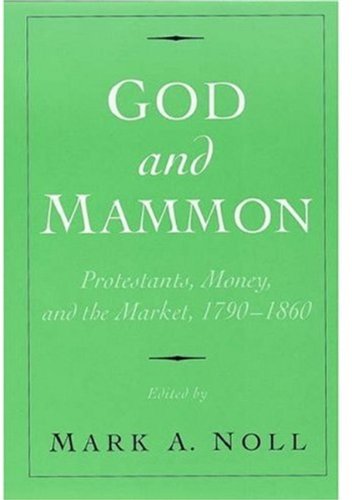 GOD
and
MAMMON
Protestants, Money,
and the Market, 1790–1860
Edited by
MARK A. NOLL